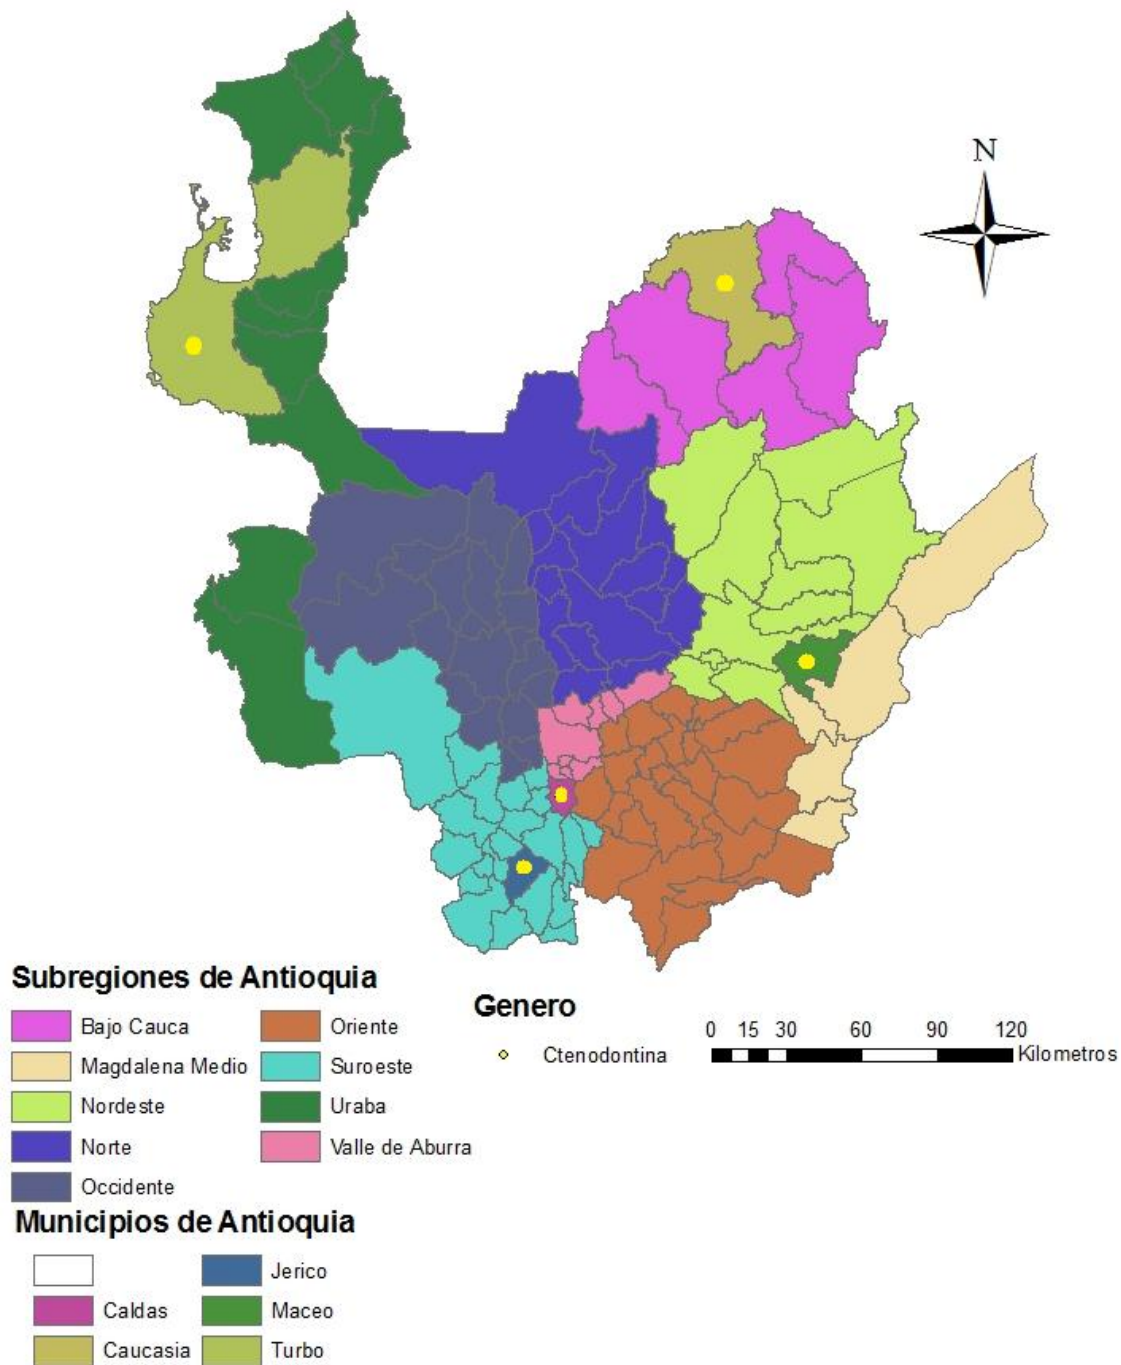 N
Subregiones de Antioquia
Bajo Cauca
Oriente
Magdalena Medio
Suroeste
Nordeste
Uraba
Norte
Valle de Aburra
Occidente
Genero
Ctenodontina
0 15 30 60 90 120
Kilometros
Municipios de Antioquia
Jerico
Caldas
Maceo
Caucasia
Turbo